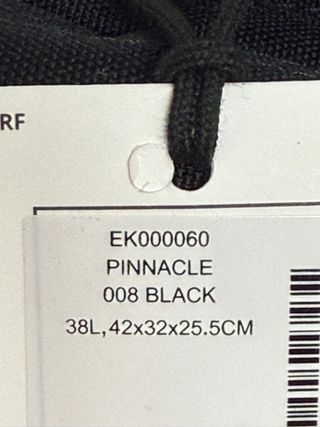 RF
EK000060
PINNACLE
008 BLACK
38L,42x32x25.5CM